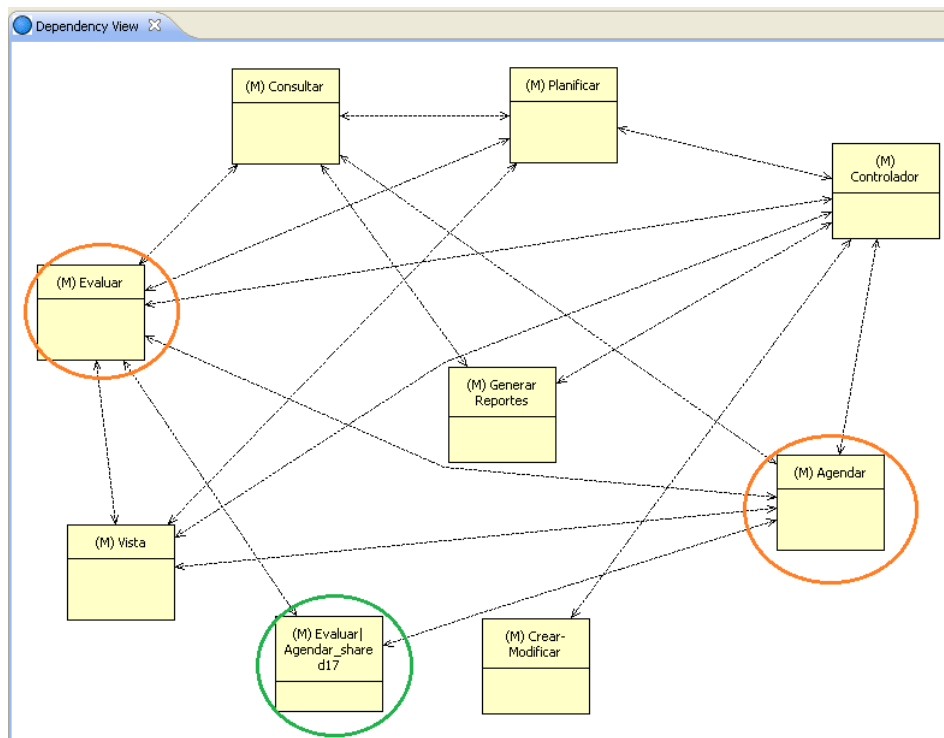 Dependency View
(M) Consultar
(M) Planificar
(M)
Controlador
(M) Evaluar
(M) Generar
Reportes
(M) Agendar
(M) Vista
(M) Evaluar|
Agendar_share
d17
(M) Crear-
Modificar